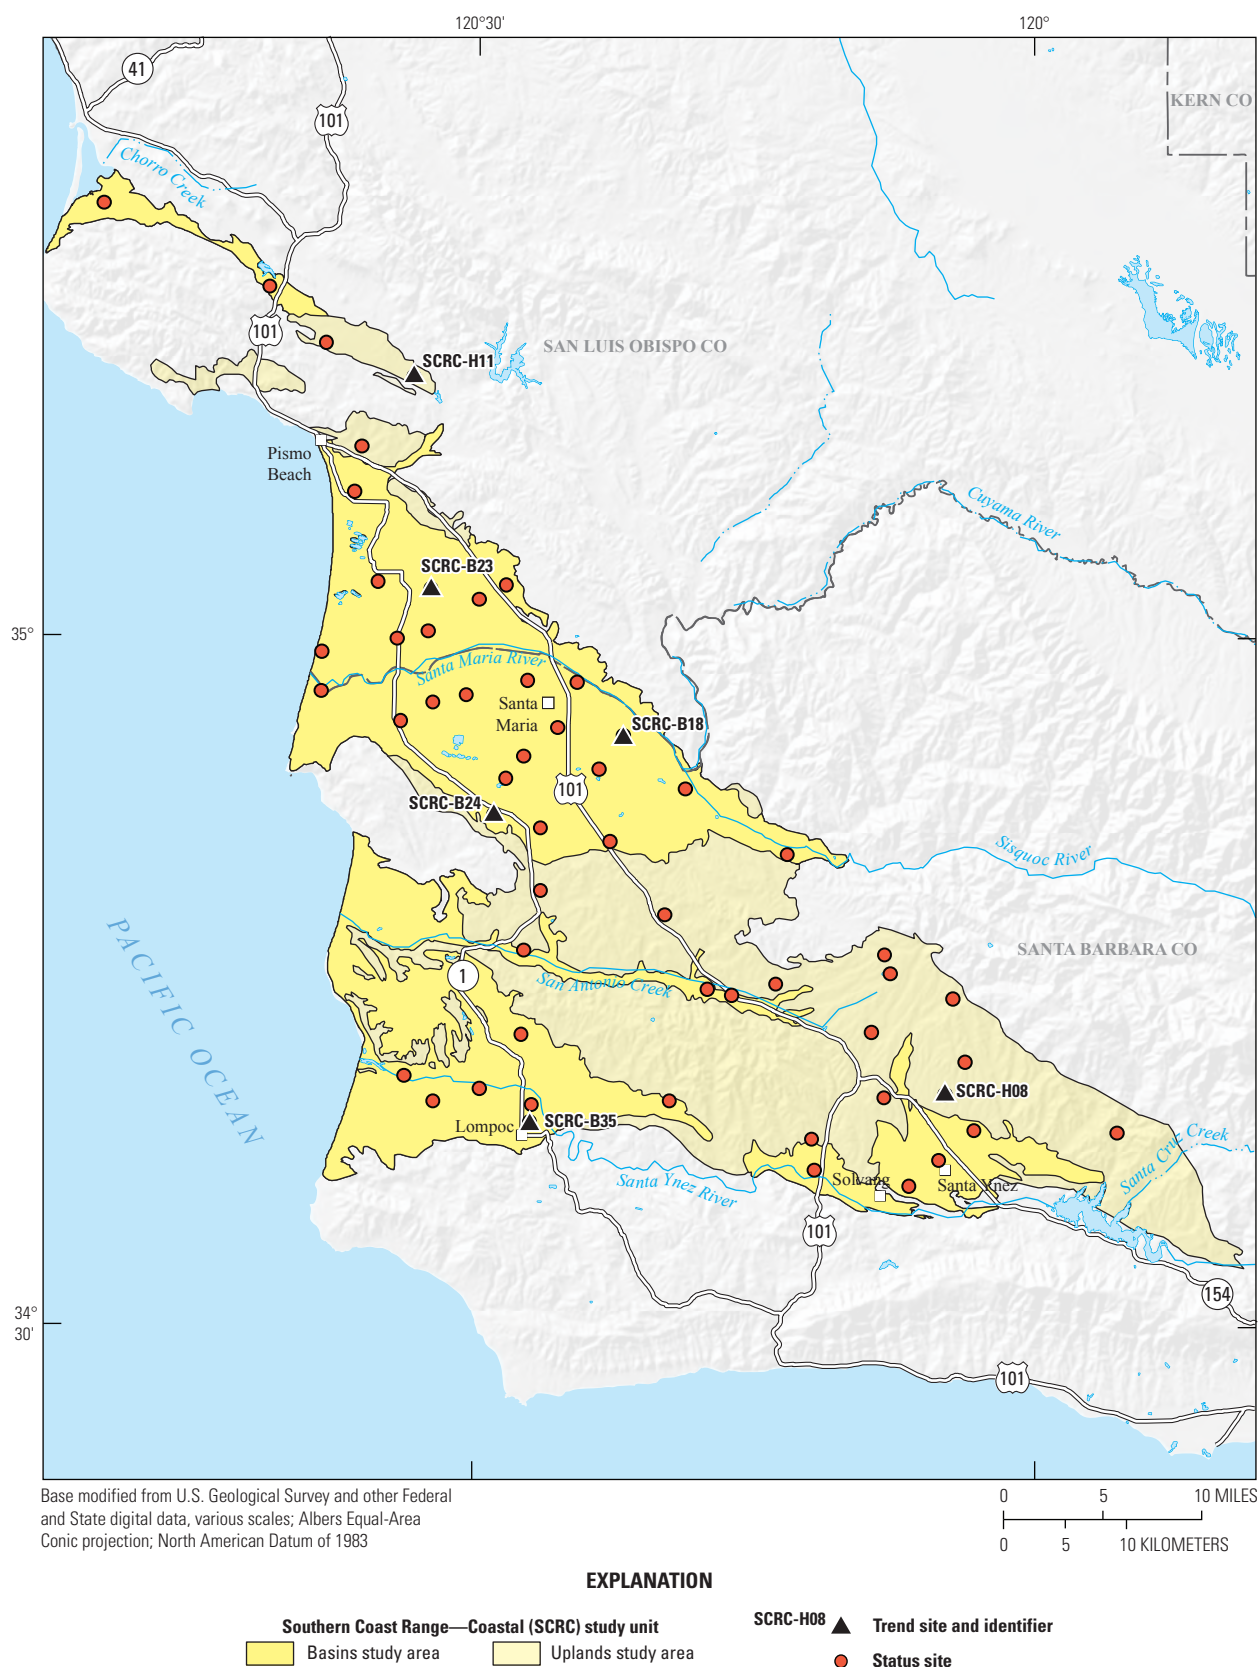 120°30'
120°
41
101
KERN CO
Chorro Creek
101
SCRC-H11
SAN LUIS OBISPO CO
Pismo
Beach
Cuyama River
SCRC-B23
35°
Santa Maria River
Santa
Maria
SCRC-B18
101
SCRC-B24
Sisquoc River
PACIFIC OCEAN
SANTA BARBARA CO
1
San Antonio Creek
SCRC-H08
Lompoc
SCRC-B35
Santa Cruz Creek
Santa Ynez River
Solvang
Santa Ynez
101
154
34°
30'
101
Base modified from U.S. Geological Survey and other Federal
and State digital data, various scales; Albers Equal-Area
Conic projection; North American Datum of 1983
0 5 10 MILES
0 5 10 KILOMETERS
EXPLANATION
Southern Coast Range—Coastal (SCRC) study unit
Basins study area
Uplands study area
SCRC-H08
Trend site and identifier
Status site